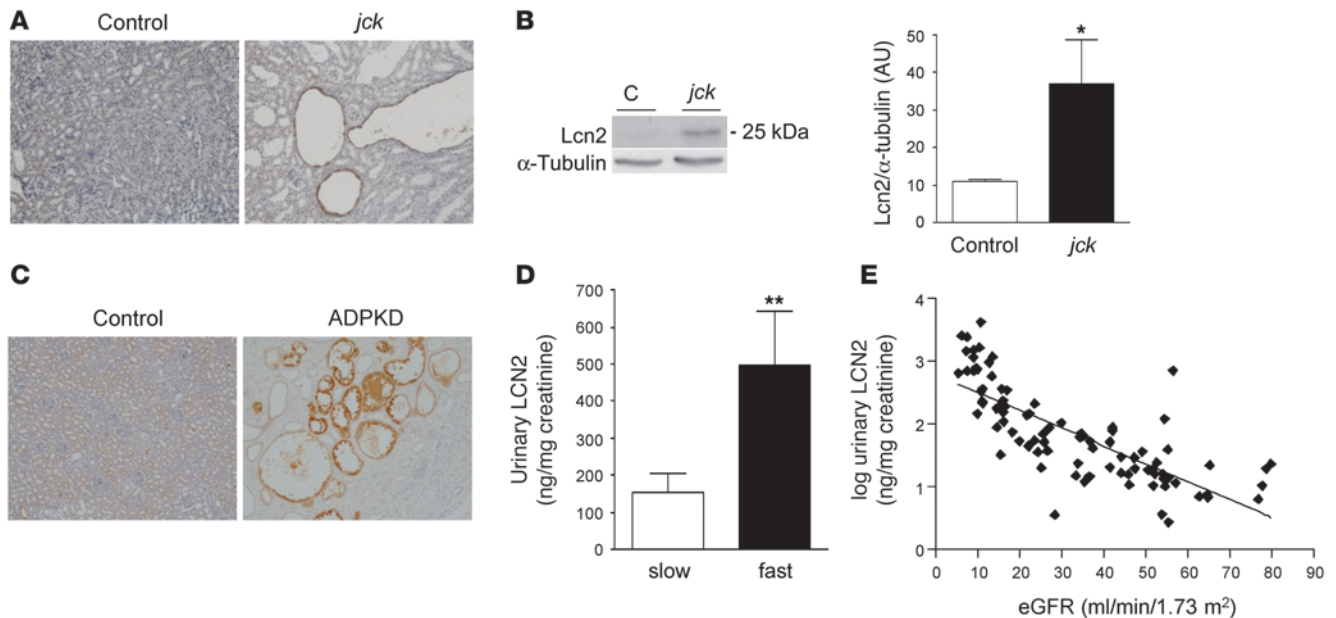 A
Control
jck
B
C
jck
Lcn2
- 25 kDa
α-Tubulin
Lcn2/α-tubulin (AU)
50
40
30
20
10
0
*
Control
jck
C
Control
ADPKD
D
Urinary LCN2
(ng/mg creatinine)
700
600
500
400
300
200
100
0
**
slow
fast
E
log urinary LCN2
(ng/mg creatinine)
4
3
2
1
0
0 10 20 30 40 50 60 70 80 90
eGFR (ml/min/1.73 m²)